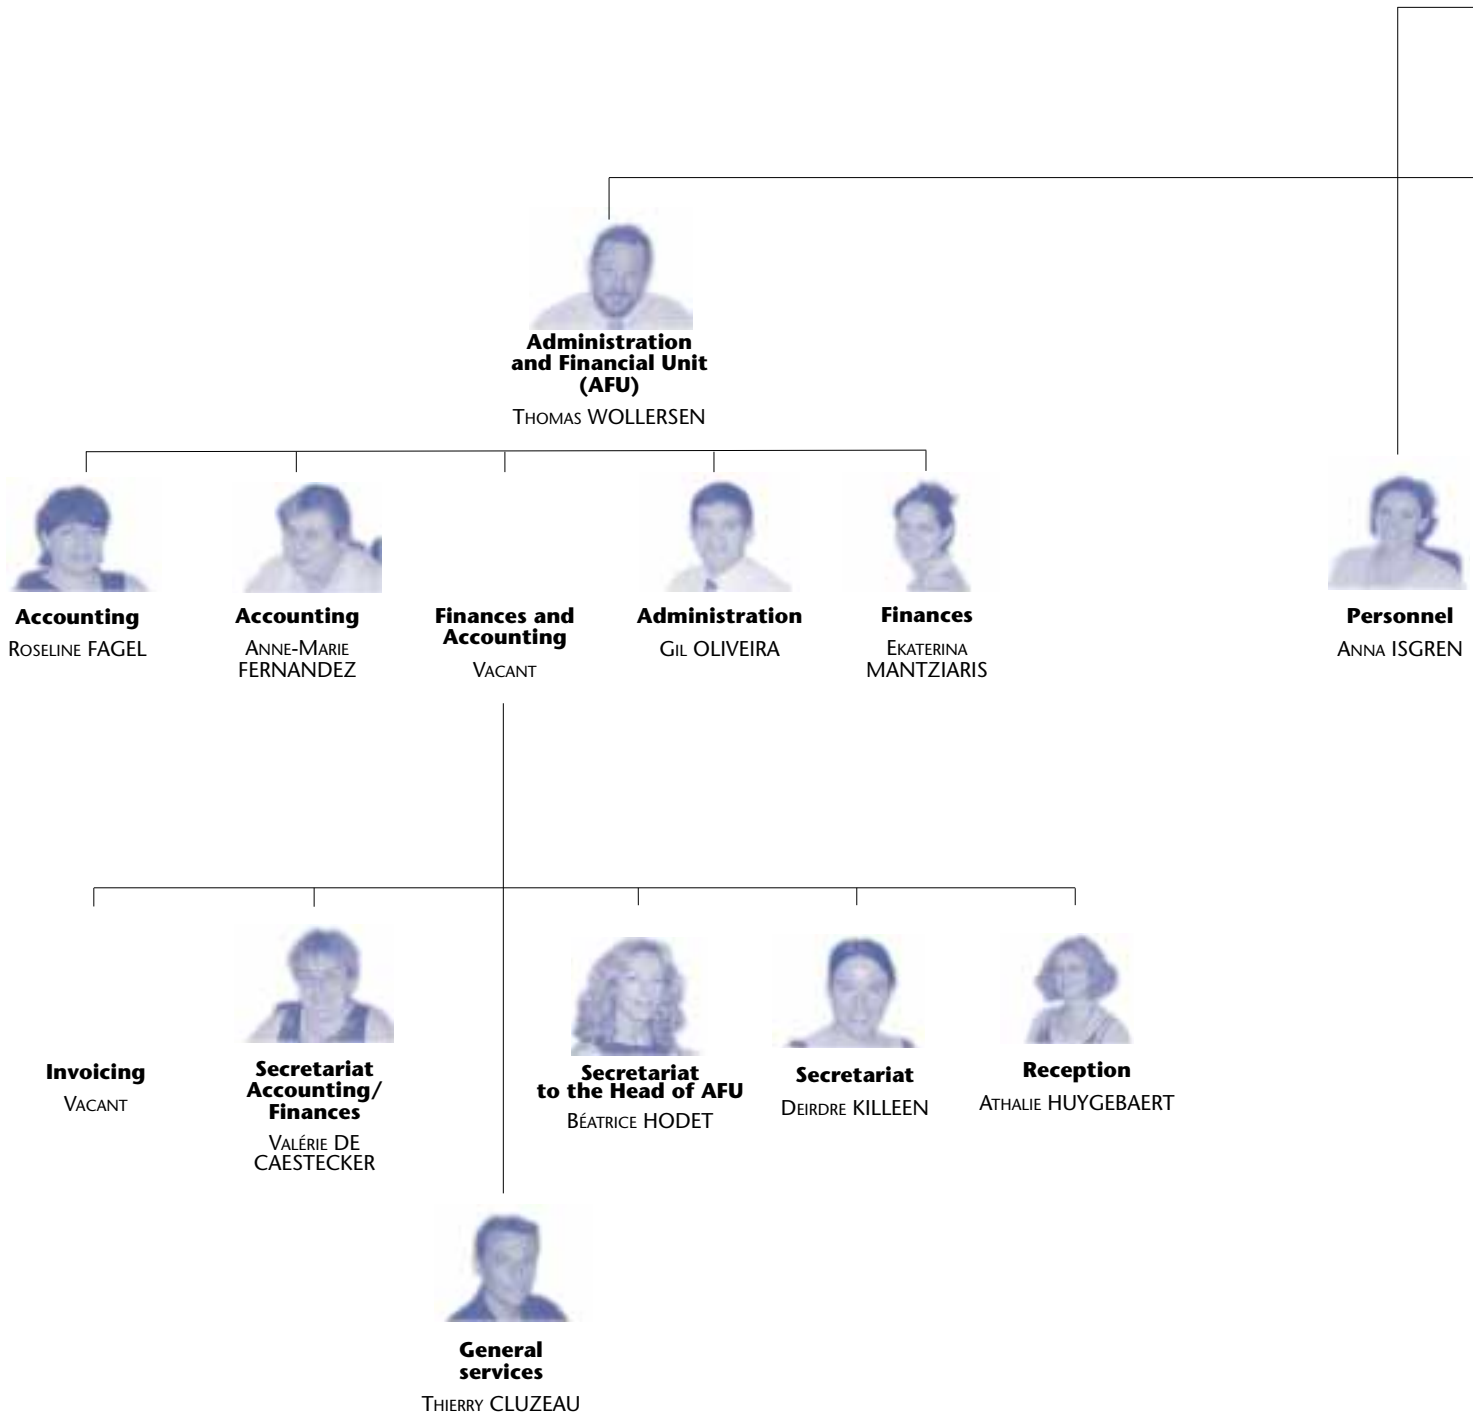 Administration
and Financial Unit
(AFU)
Thomas WOLLERSEN
Accounting
Roseline FAGEL
Accounting
Anne-Marie
FERNANDEZ
Finances and
Accounting
Vacant
Administration
Gil OLIVEIRA
Finances
Ekaterina
MANTZIARIS
Personnel
Anna ISGREN
Invoicing
Vacant
Secretariat
Accounting/
Finances
Valérie DE
CAESTECKER
Secretariat
to the Head of AFU
Béatrice HODET
Secretariat
Deirdre KILLEEN
Reception
Athalie HUYGEBAERT
General
services
Thierry CLUZEAU